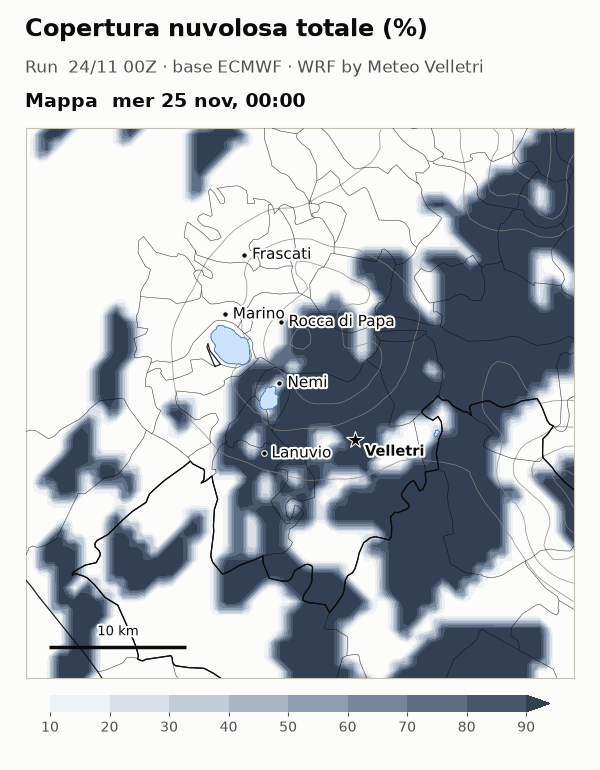 Copertura nuvolosa totale (%)
Run  24/11 00Z · base ECMWF · WRF by Meteo Velletri
Mappa  mer 25 nov, 00:00
Frascati
Marino
Rocca di Papa
Nemi
Velletri
Lanuvio
10 km
10 20 30 40 50 60 70 80 90